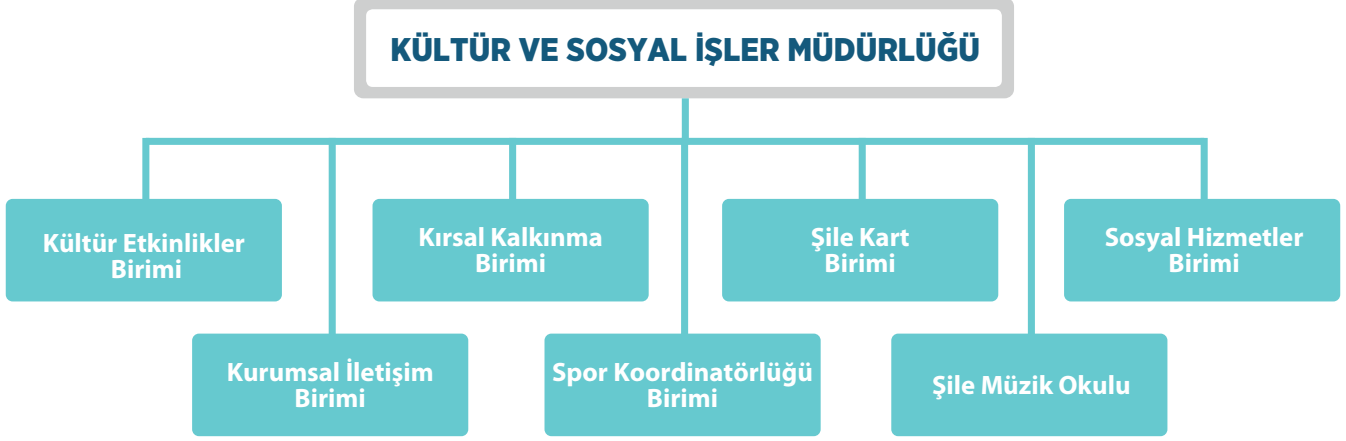 KÜLTÜR VE SOSYAL İŞLER MÜDÜRLÜĞÜ
Kültür Etkinlikler
Birimi
Kırsal Kalkınma
Birimi
Şile Kart
Birimi
Sosyal Hizmetler
Birimi
Kurumsal İletişim
Birimi
Spor Koordinatörlüğü
Birimi
Şile Müzik Okulu